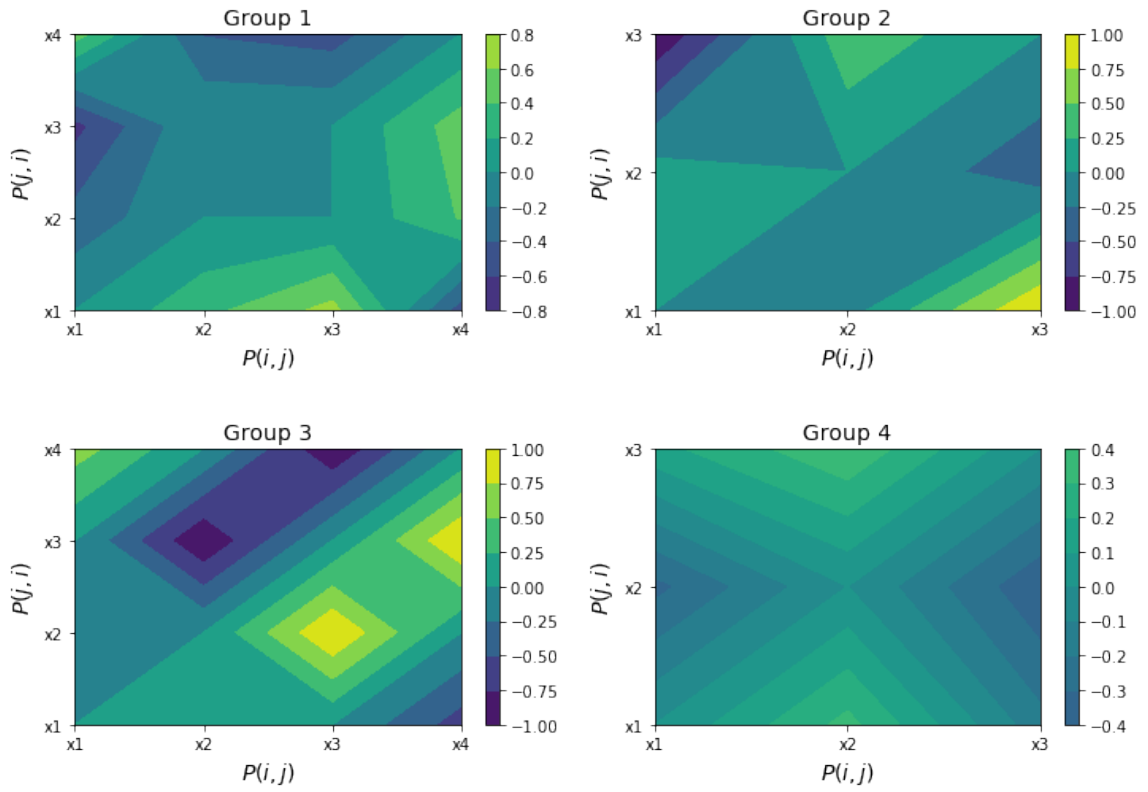 Group 1
x4
x3
x2
x1
P(j, i)
x1 x2 x3 x4
P(i, j)
0.8
0.6
0.4
0.2
0.0
−0.2
−0.4
−0.6
−0.8
Group 2
x3
x2
x1
P(j, i)
x1 x2 x3
P(i, j)
1.00
0.75
0.50
0.25
0.00
−0.25
−0.50
−0.75
−1.00
Group 3
x4
x3
x2
x1
P(j, i)
x1 x2 x3 x4
P(i, j)
1.00
0.75
0.50
0.25
0.00
−0.25
−0.50
−0.75
−1.00
Group 4
x3
x2
x1
P(j, i)
x1 x2 x3
P(i, j)
0.4
0.3
0.2
0.1
0.0
−0.1
−0.2
−0.3
−0.4